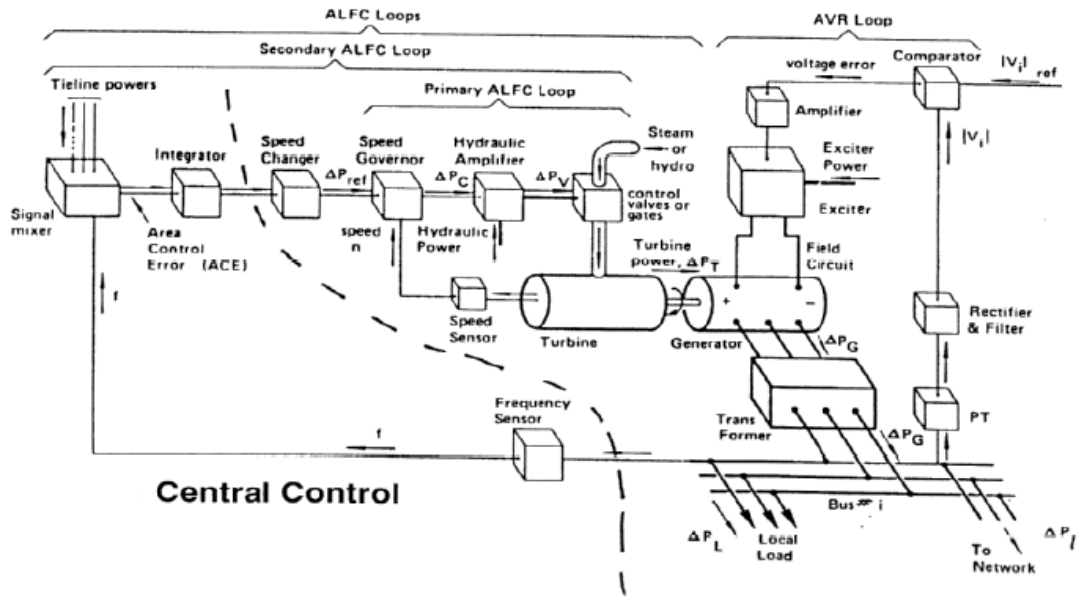 ALFC Loops
AVR Loop
Secondary ALFC Loop
Comparator
voltage error
|Vi| ref
Tieline powers
Primary ALFC Loop
Amplifier
|Vi|
Steam
or
hydro
Integrator
Speed
Changer
Speed
Governor
Hydraulic
Amplifier
Exciter
Power
ΔPref
ΔPC
ΔPV
control
valves or
gates
Exciter
Signal
mixer
Area
Control
Error (ACE)
speed
n
Hydraulic
Power
Turbine
power, ΔPT
Field
Circuit
f
+
−
Speed
Sensor
Turbine
Generator
ΔPG
Rectifier
& Filter
Frequency
Sensor
Trans
Former
ΔPG
PT
f
Central Control
Bus # i
ΔPL
Local
Load
To
Network
ΔPl